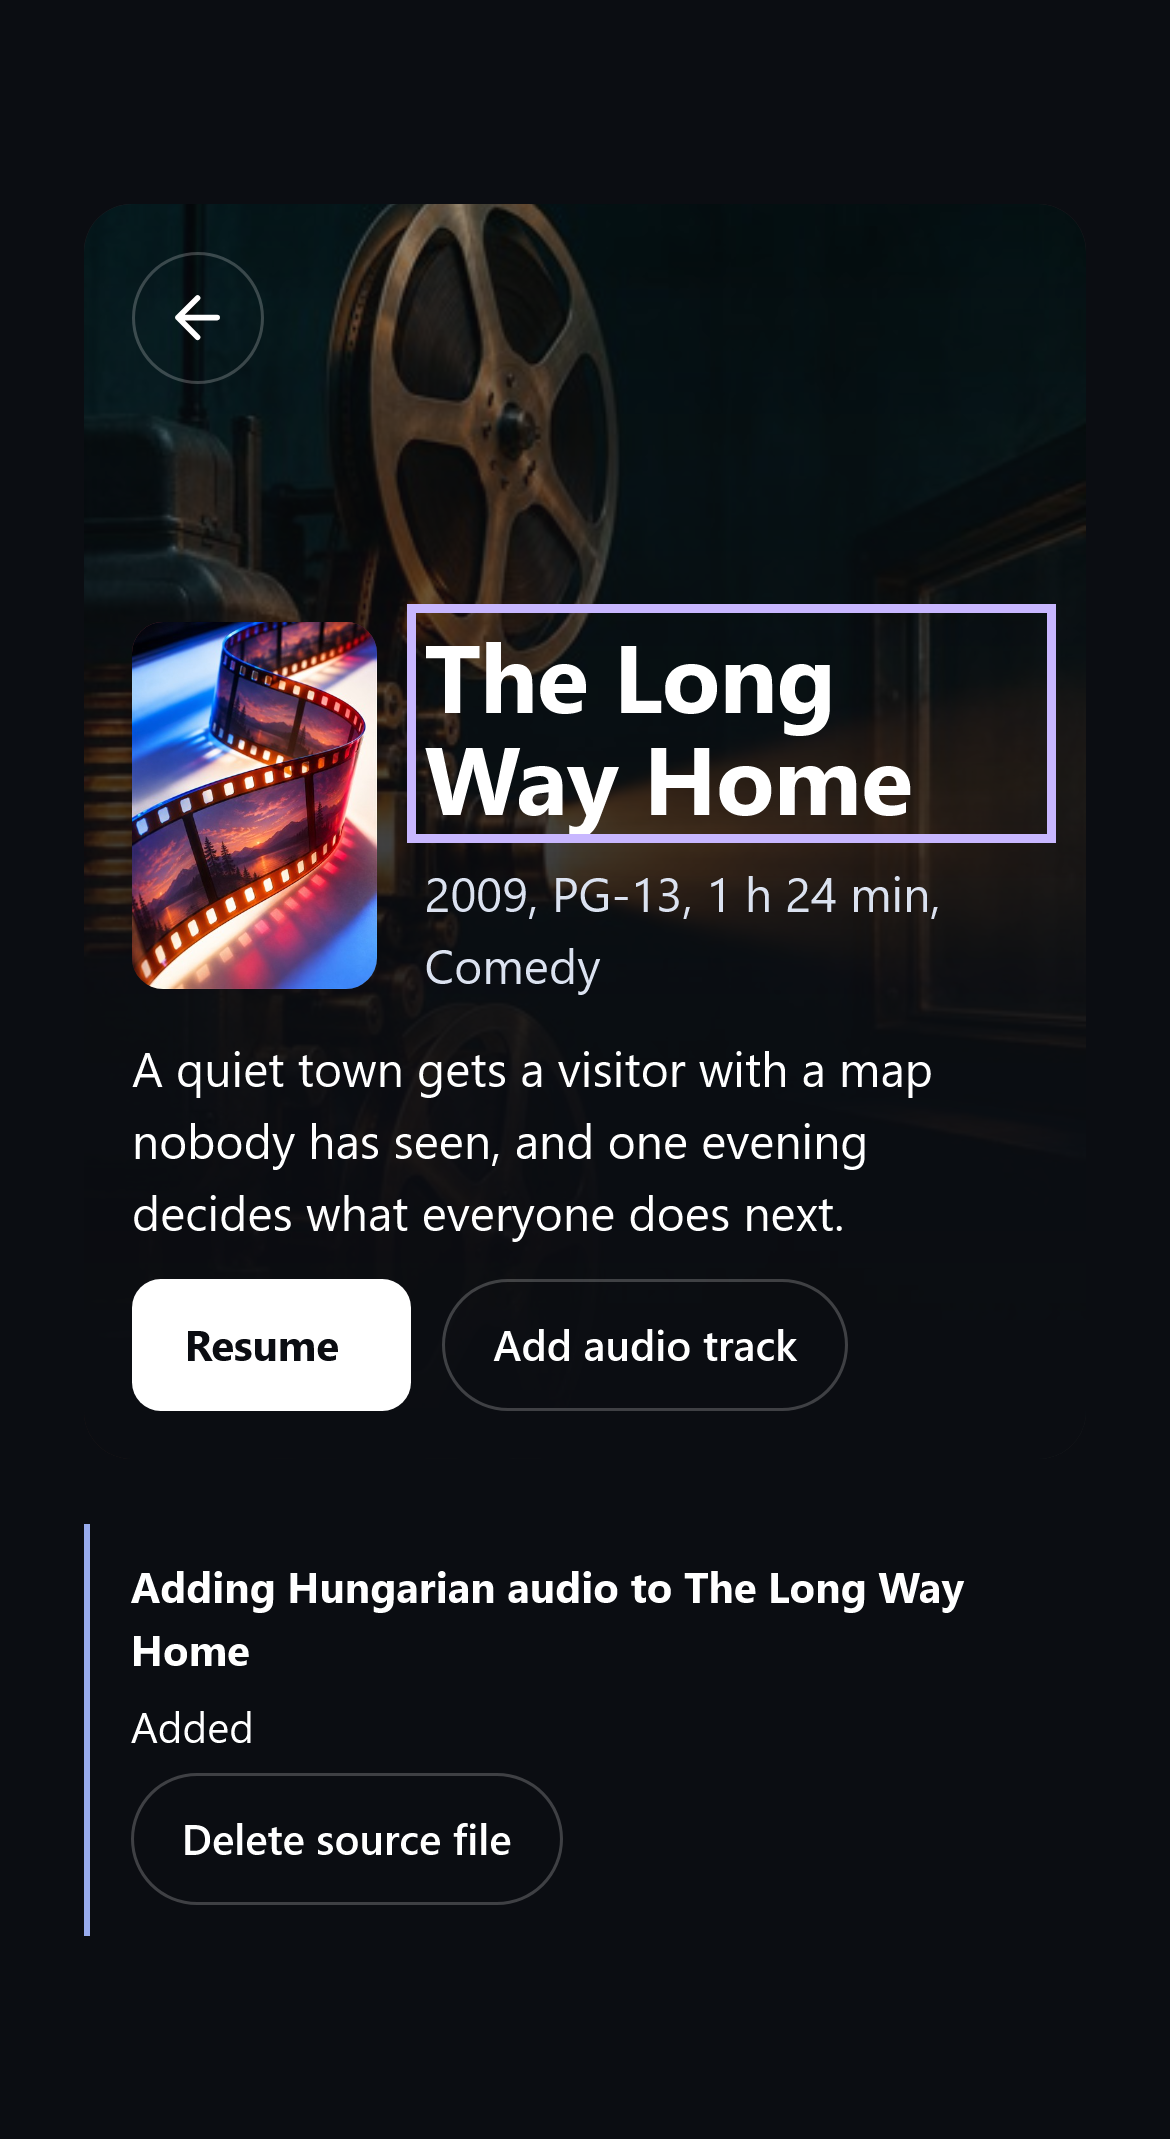 The Long
Way Home
2009, PG-13, 1 h 24 min,
Comedy
A quiet town gets a visitor with a map
nobody has seen, and one evening
decides what everyone does next.
Resume
Add audio track
Adding Hungarian audio to The Long Way
Home
Added
Delete source file